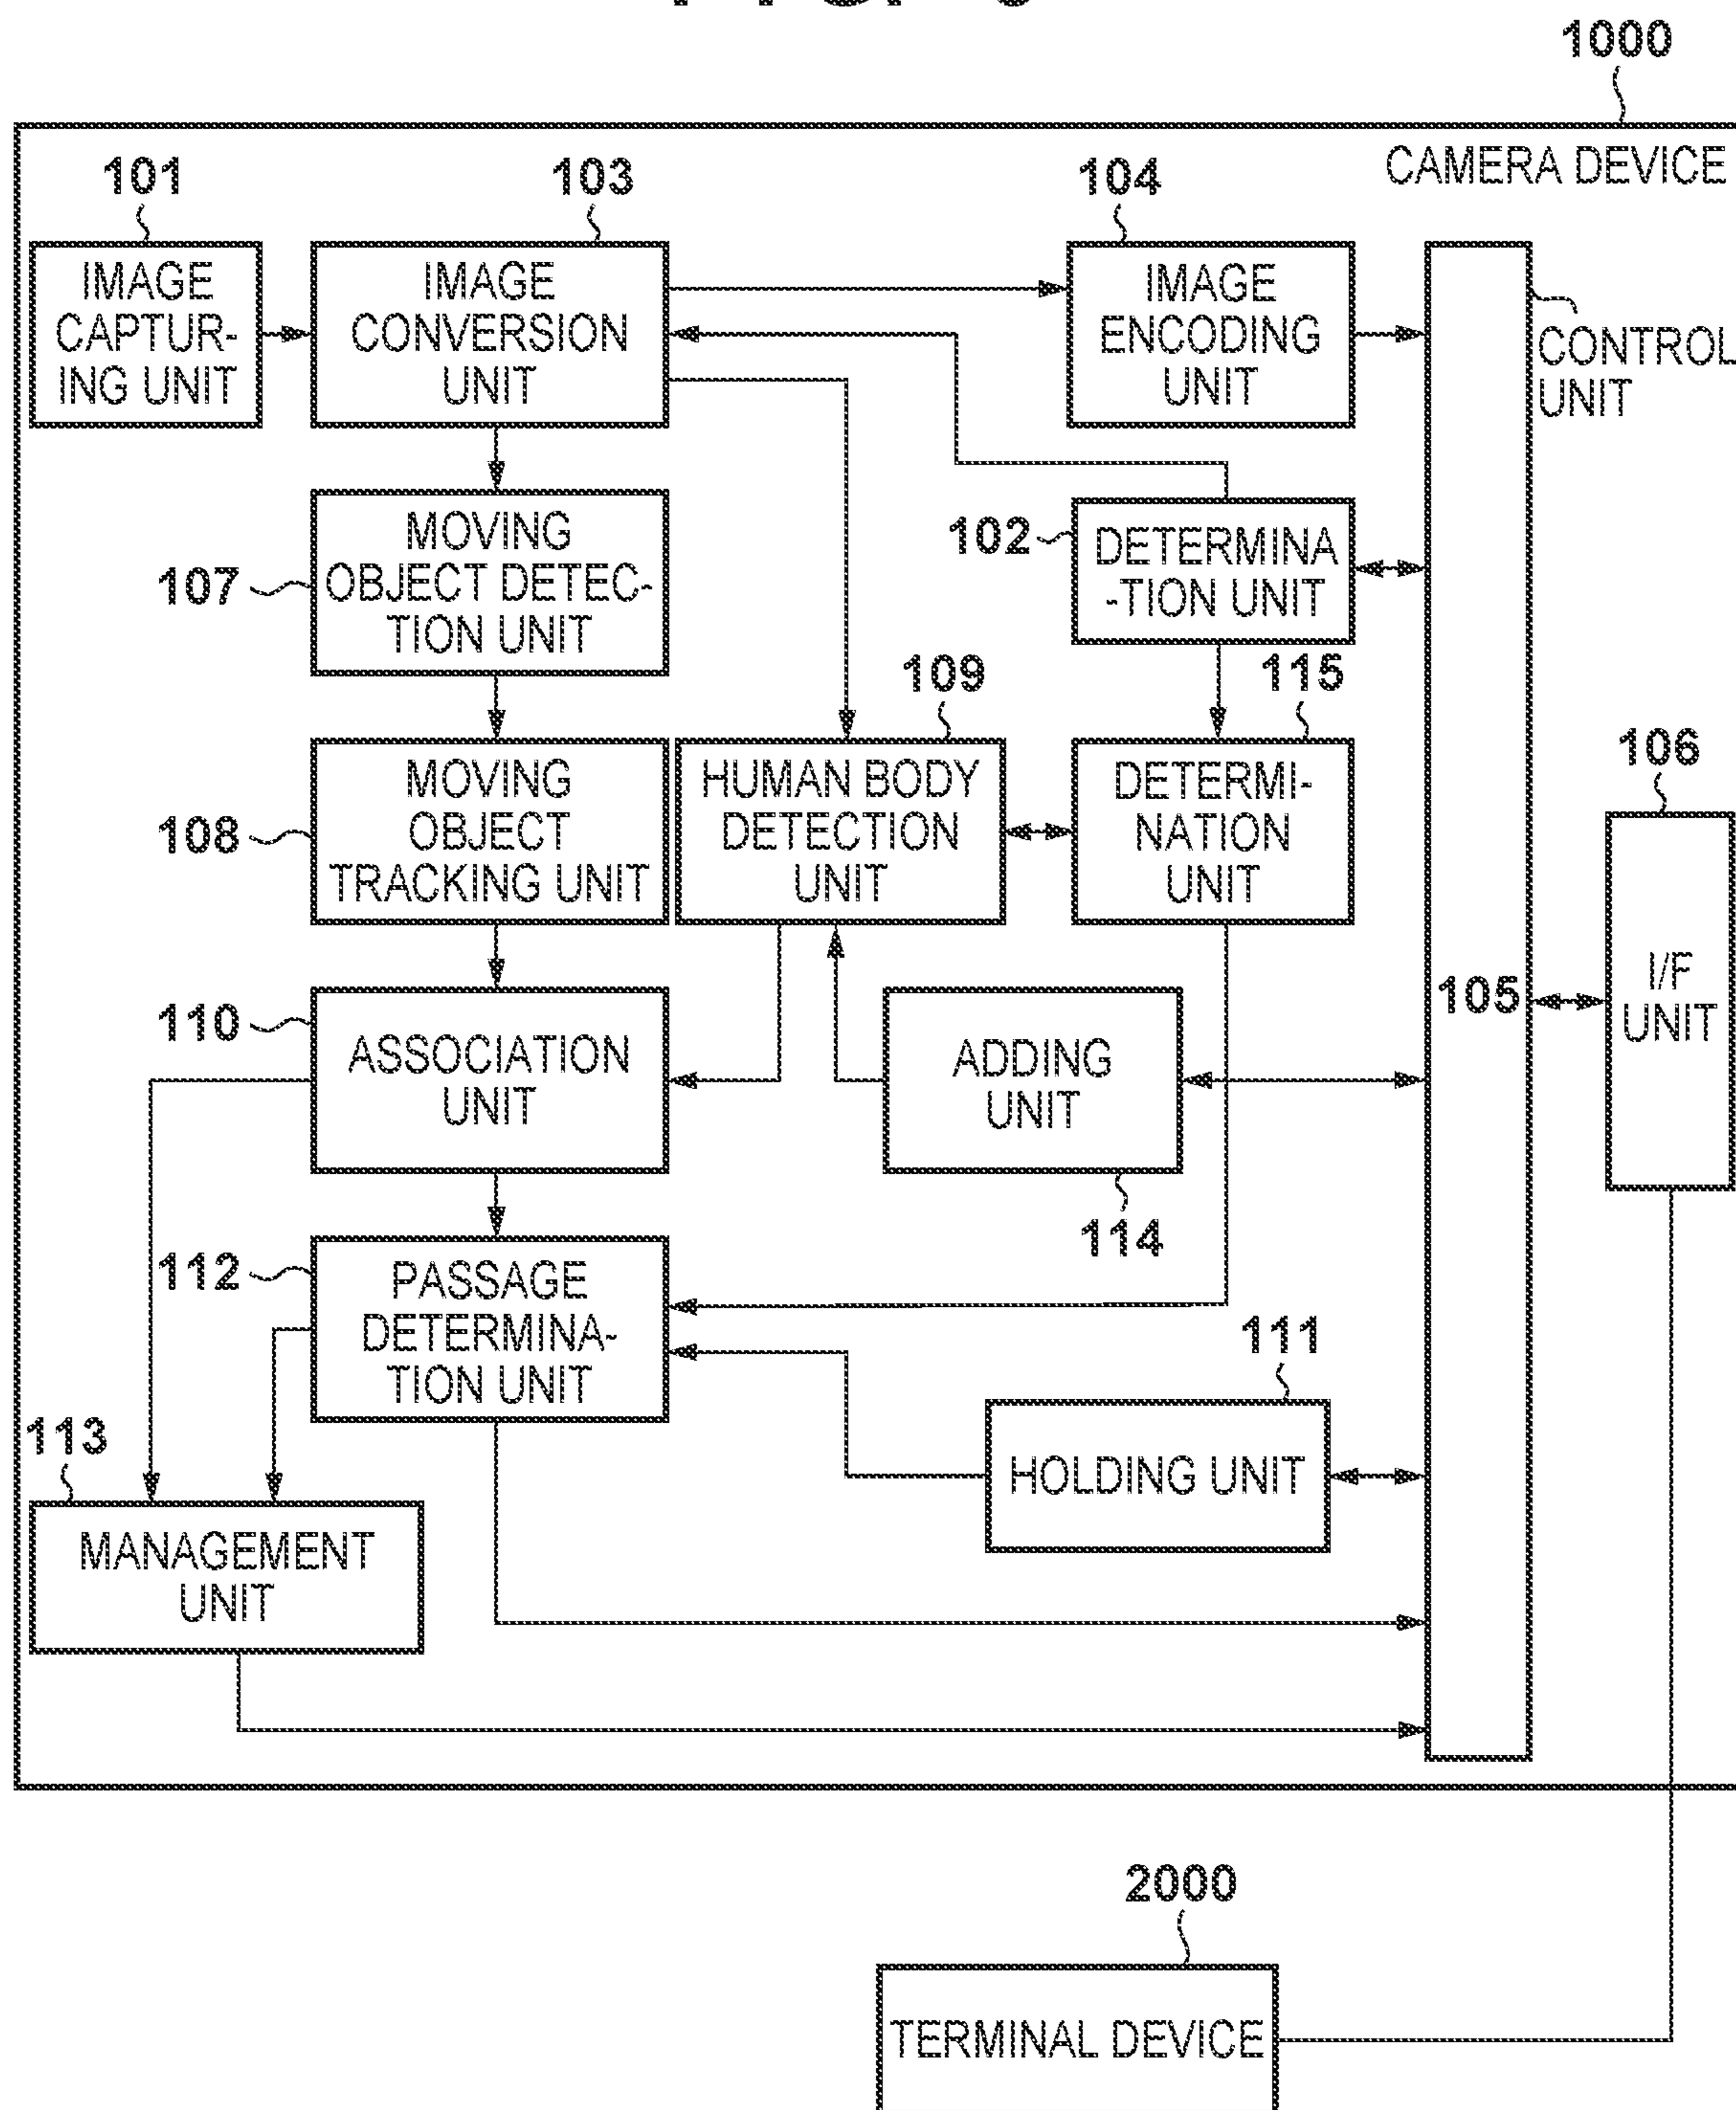 1000
CAMERA DEVICE
101
103
104
IMAGE
CAPTUR-
ING UNIT
IMAGE
CONVERSION
UNIT
IMAGE
ENCODING
UNIT
CONTROL
UNIT
107
MOVING
OBJECT DETEC-
TION UNIT
102
DETERMINA
-TION UNIT
109
115
106
108
MOVING
OBJECT
TRACKING UNIT
HUMAN BODY
DETECTION
UNIT
DETERMI-
NATION
UNIT
105
I/F
UNIT
110
ASSOCIATION
UNIT
ADDING
UNIT
114
112
PASSAGE
DETERMINA-
TION UNIT
111
HOLDING UNIT
113
MANAGEMENT
UNIT
2000
TERMINAL DEVICE